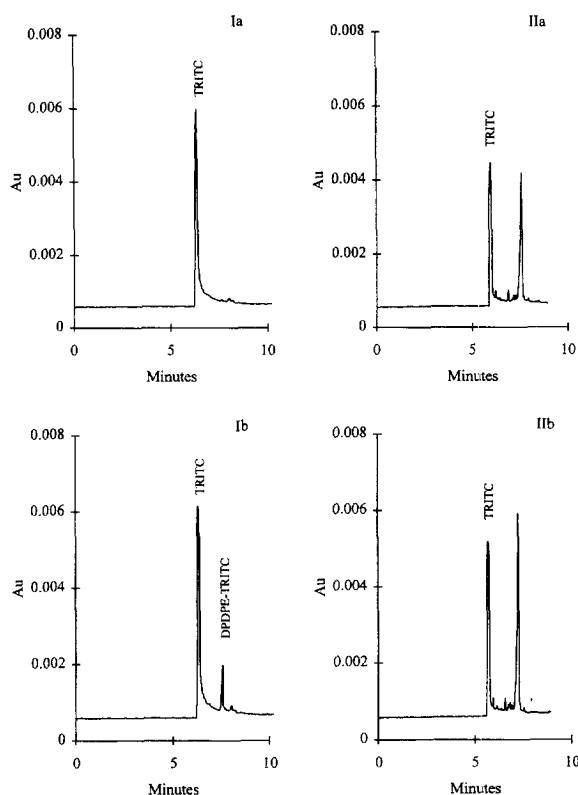 Ia
0.008
0.006
0.004
0.002
0
Au
TRITC
0
5
10
Minutes
IIa
0.008
0.006
0.004
0.002
0
Au
TRITC
0
5
10
Minutes
Ib
0.008
0.006
0.004
0.002
0
Au
TRITC
DPDPE-TRITC
0
5
10
Minutes
IIb
0.008
0.006
0.004
0.002
0
Au
TRITC
0
5
10
Minutes